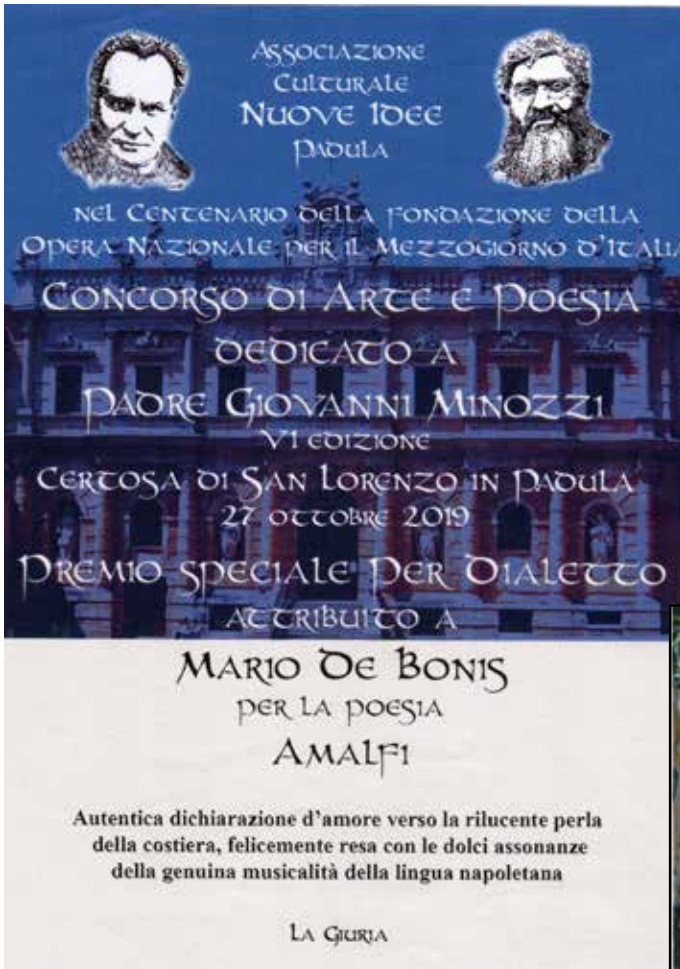 Associazione
Culturale
Nuove Idee
Padula
nel Centenario della fondazione della
Opera Nazionale per il Mezzogiorno d'Italia
Concorso di Arte e Poesia
dedicato a
Padre Giovanni Minozzi
VI edizione
Certosa di San Lorenzo in Padula
27 ottobre 2019
Premio speciale per Dialetto
attribuito a
Mario De Bonis
per la poesia
Amalfi
Autentica dichiarazione d'amore verso la rilucente perla
della costiera, felicemente resa con le dolci assonanze
della genuina musicalità della lingua napoletana
La Giuria